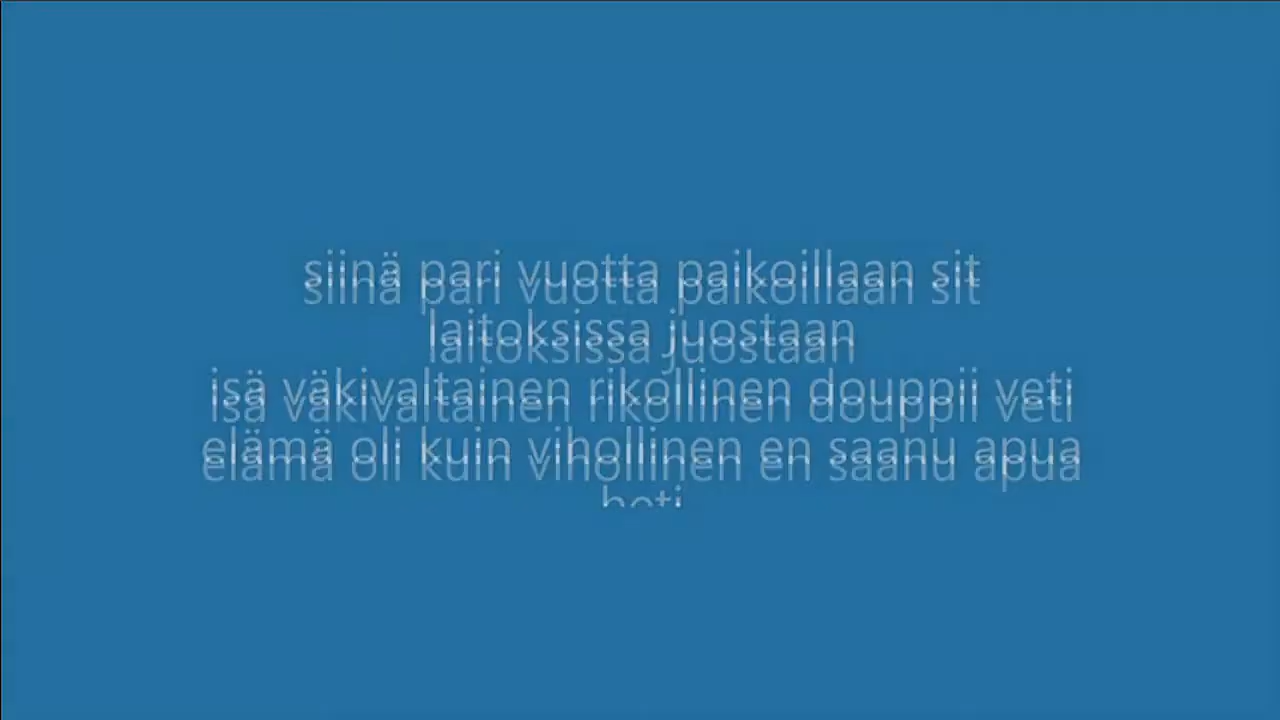 siinä pari vuotta paikoillaan sit
laitoksissa juostaan
isä väkivaltainen rikollinen douppii veti
elämä oli kuin vihollinen en saanu apua
heti